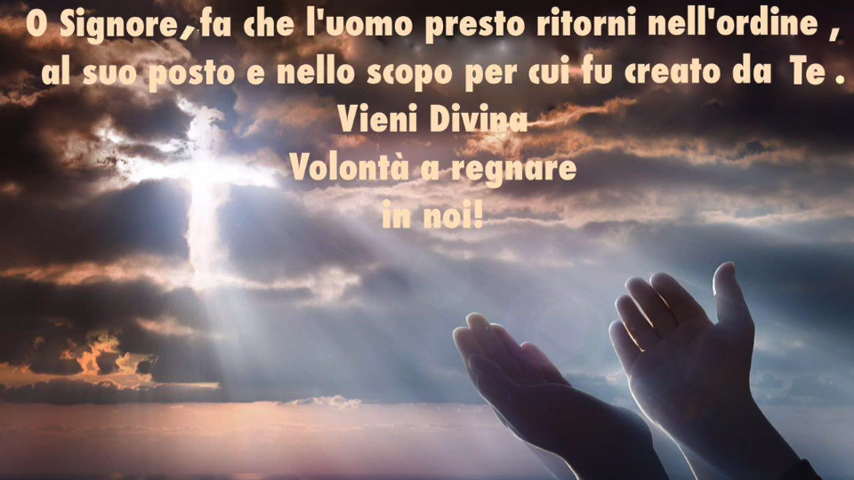 O Signore, fa che l'uomo presto ritorni nell'ordine ,
al suo posto e nello scopo per cui fu creato da Te .
Vieni Divina
Volontà a regnare
in noi!